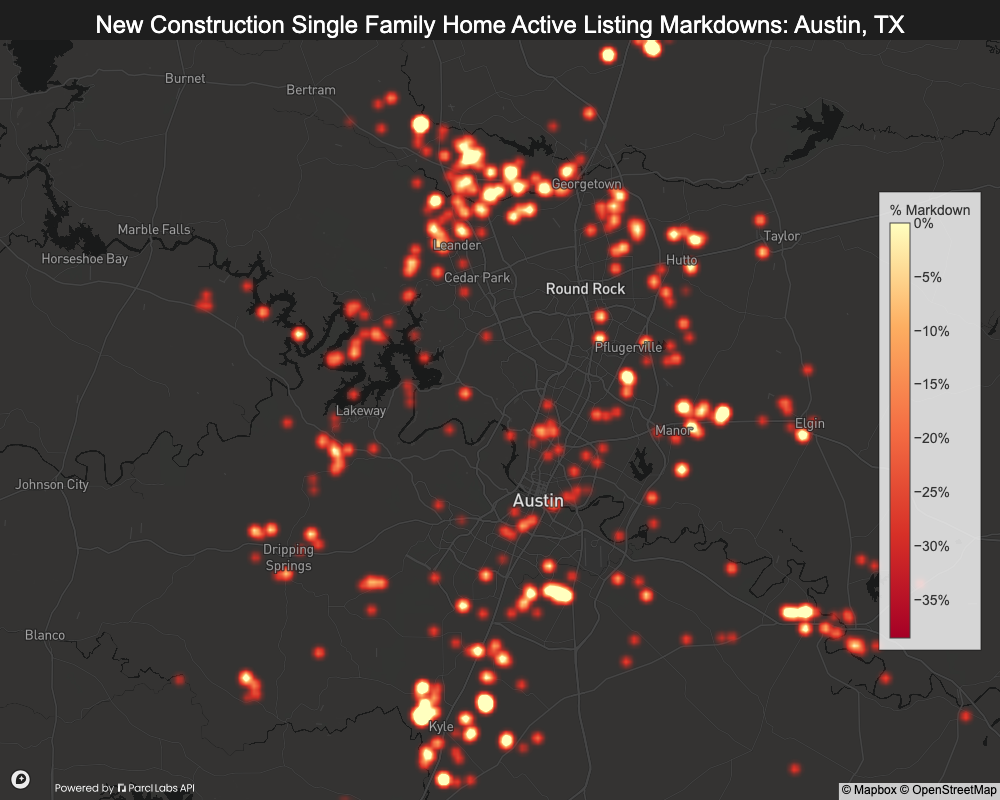 New Construction Single Family Home Active Listing Markdowns: Austin, TX
Burnet
Bertram
Georgetown
Marble Falls
Horseshoe Bay
Leander
Cedar Park
Round Rock
Hutto
Taylor
Pflugerville
Lakeway
Manor
Elgin
Johnson City
Austin
Dripping
Springs
Blanco
Kyle
% Markdown
0%
−5%
−10%
−15%
−20%
−25%
−30%
−35%
Powered by Parcl Labs API
© Mapbox © OpenStreetMap